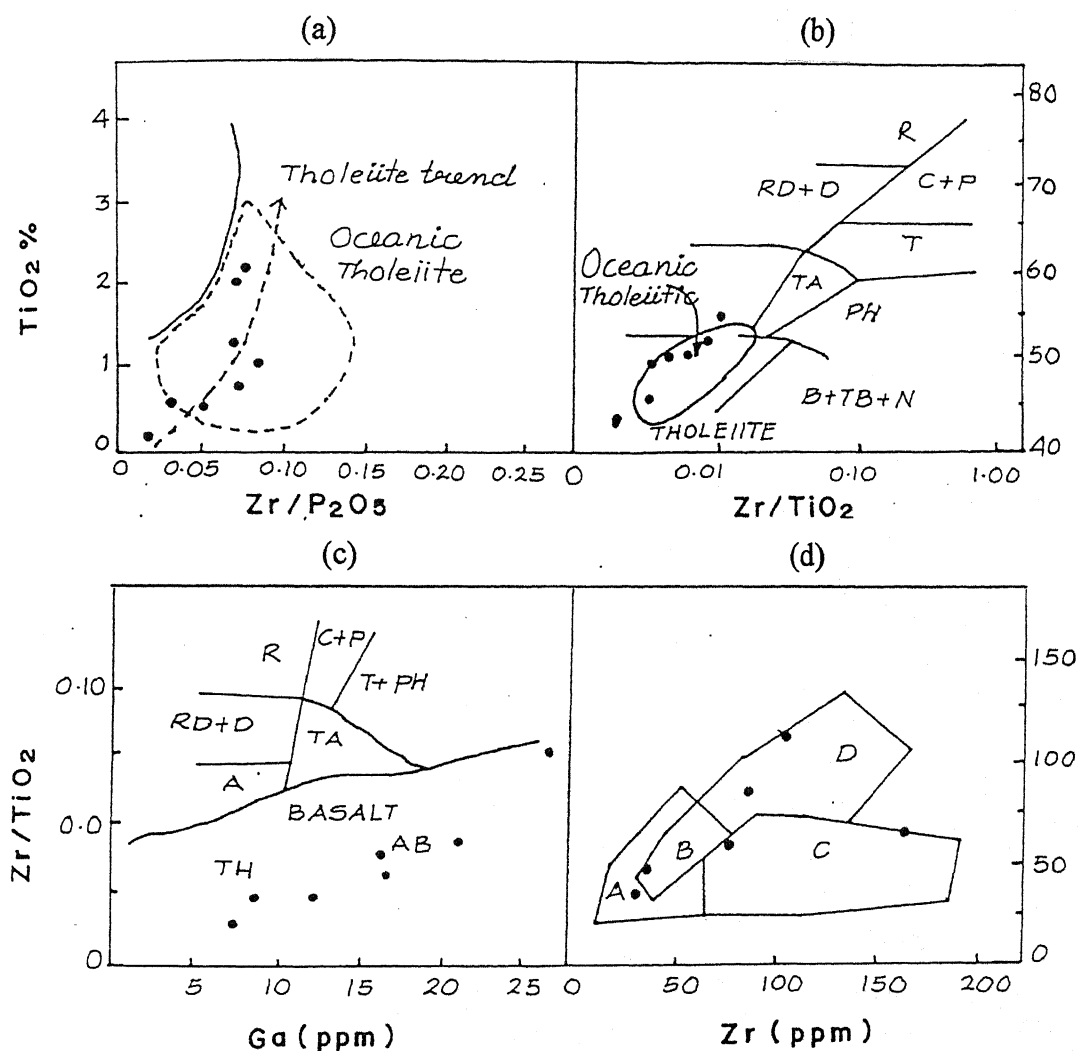 (a)
TiO2 %
4
3
2
1
0
Tholeiite trend
Oceanic
Tholeiite
0 0.05 0.10 0.15 0.20 0.25
Zr/P2O5
(b)
80
70
60
50
40
R
RD+D
C+P
T
TA
PH
Oceanic
Tholeiitic
B+TB+N
THOLEIITE
0 0.01 0.10 1.00
Zr/TiO2
(c)
Zr/TiO2
0.10
0.0
0
R
C+P
T+PH
RD+D
TA
A
BASALT
AB
TH
5 10 15 20 25
Ga (ppm)
(d)
150
100
50
0
D
B
C
A
0 50 100 150 200
Zr (ppm)